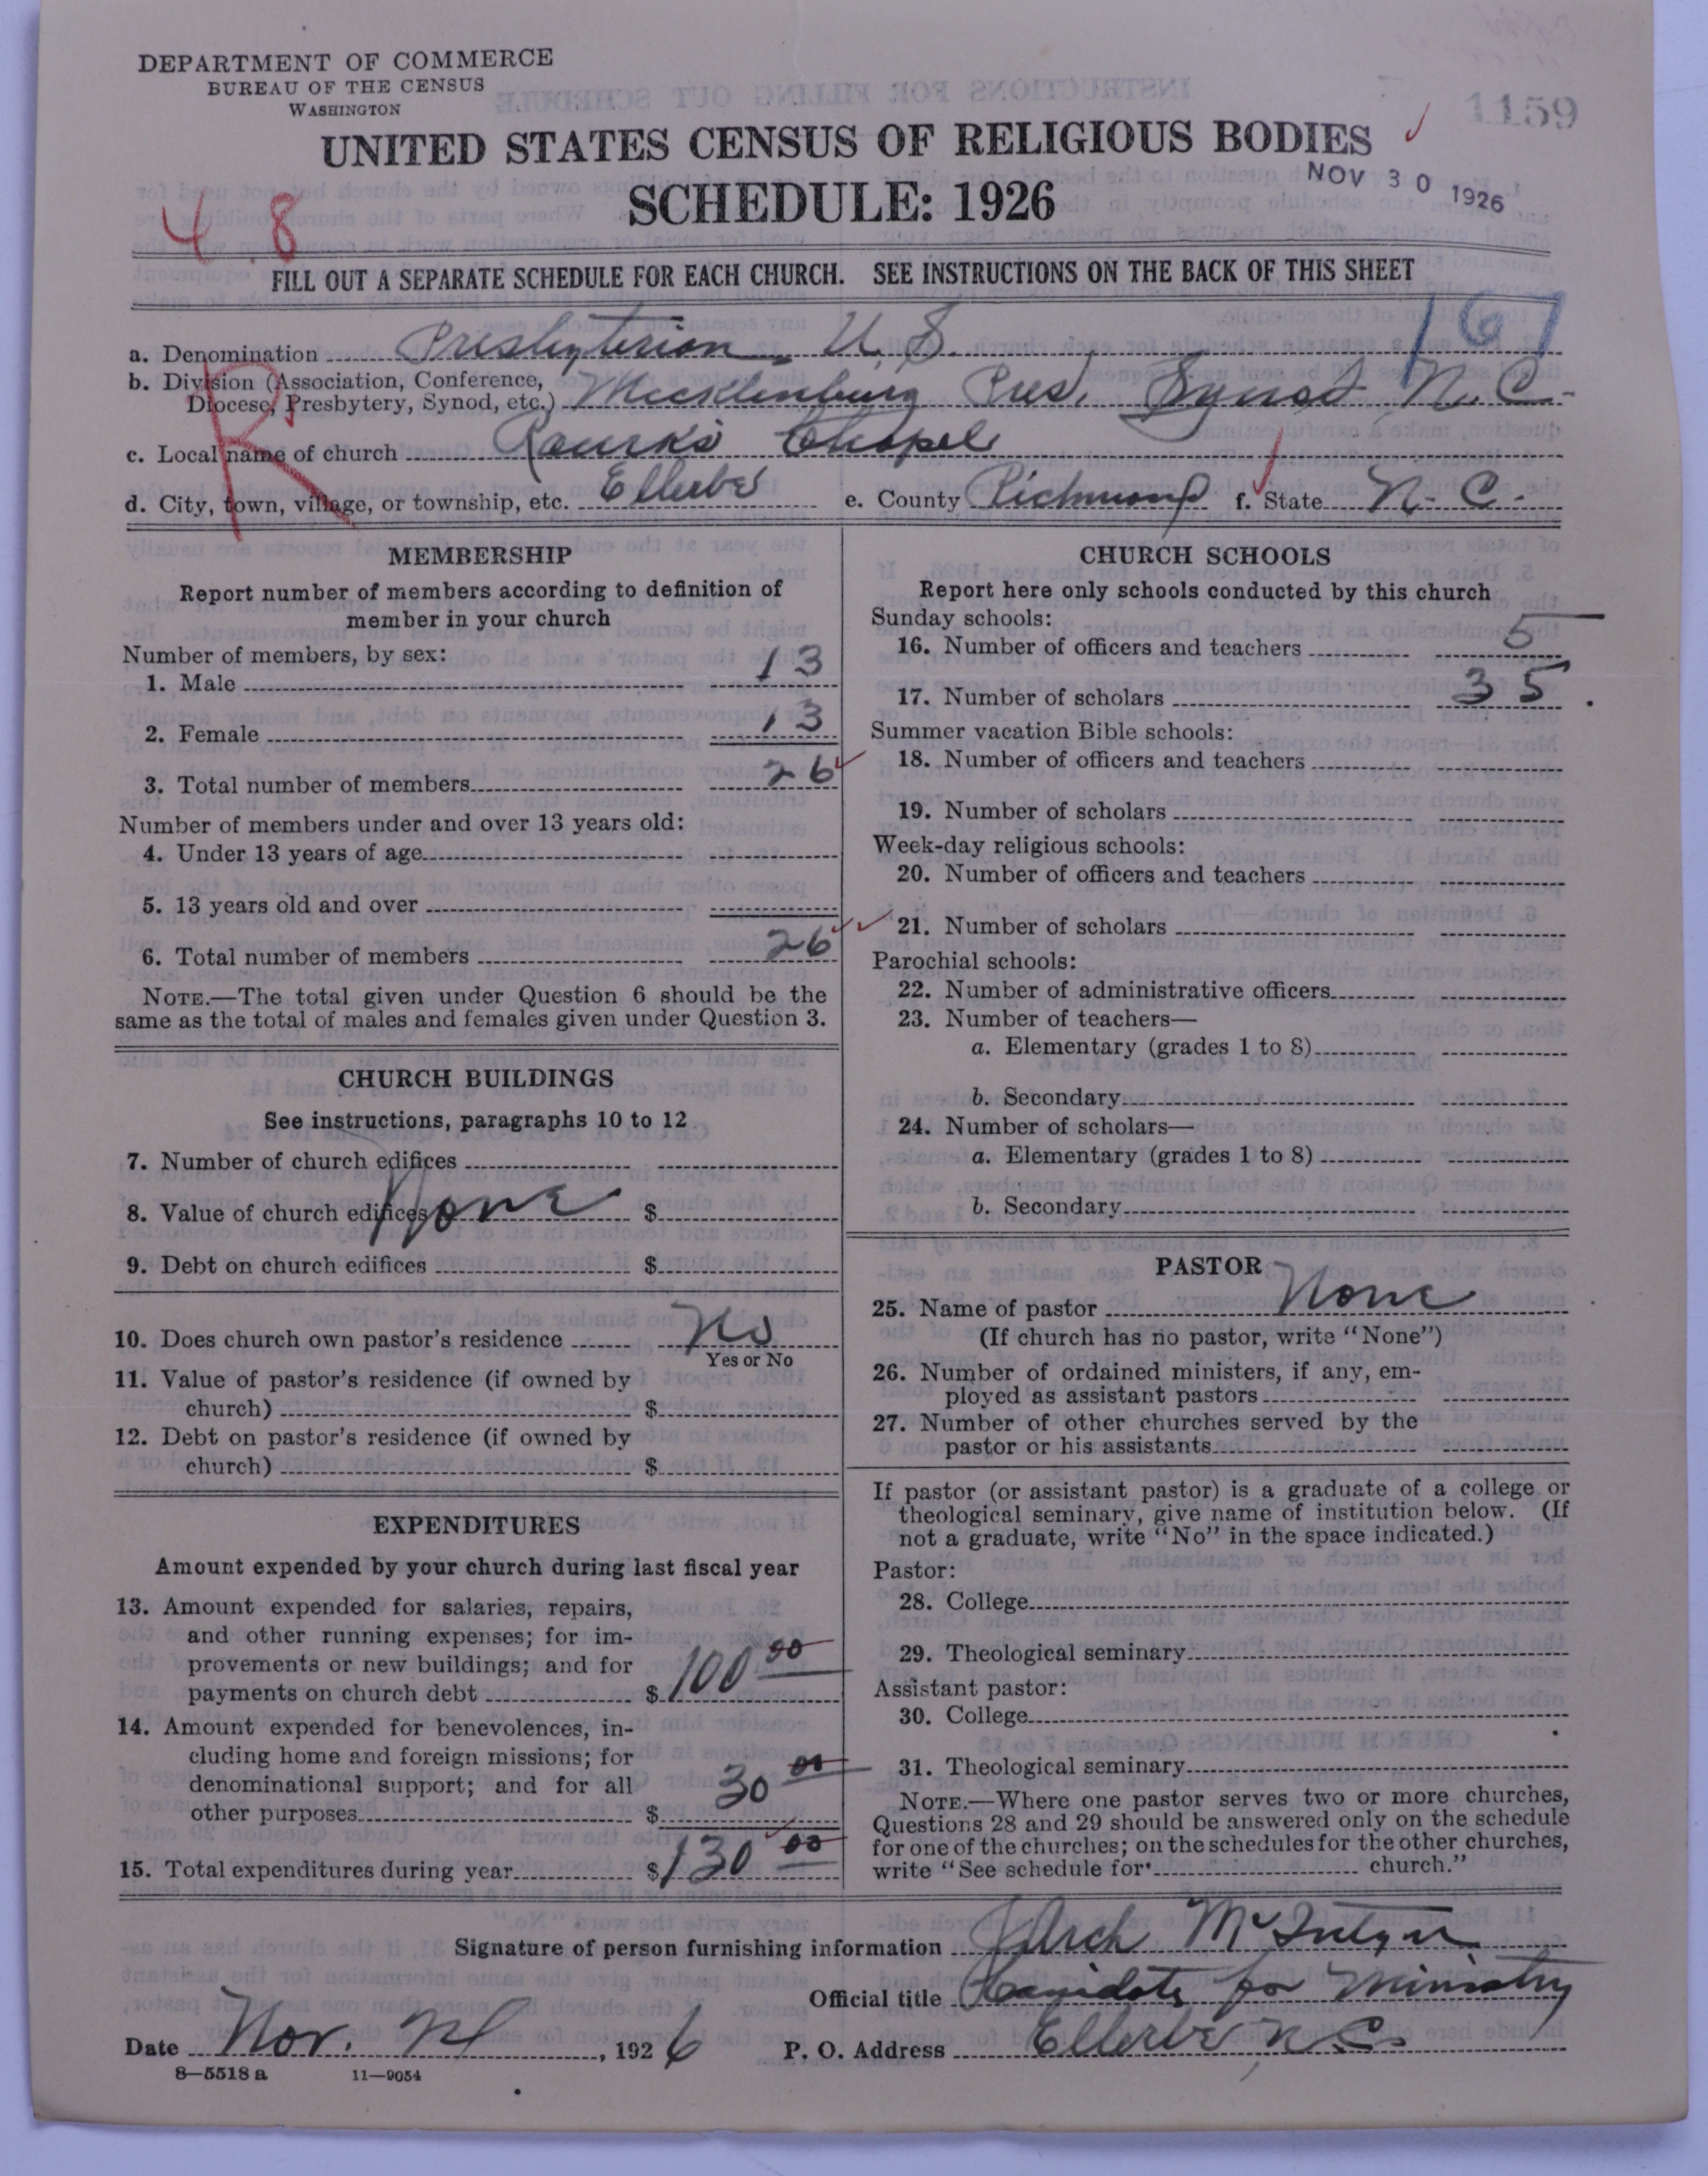 DEPARTMENT OF COMMERCE
BUREAU OF THE CENSUS
WASHINGTON
1159
UNITED STATES CENSUS OF RELIGIOUS BODIES
SCHEDULE: 1926
NOV 30 1926
4 8
FILL OUT A SEPARATE SCHEDULE FOR EACH CHURCH. SEE INSTRUCTIONS ON THE BACK OF THIS SHEET
167
a. Denomination Presbyterian U.S.
b. Division (Association, Conference,
Diocese, Presbytery, Synod, etc.) Mecklenburg Pres. Synod N.C.
R
c. Local name of church Chapel
d. City, town, village, or township, etc. Ellerbe e. County Richmond f. State N. C.
MEMBERSHIP
Report number of members according to definition of
member in your church
Number of members, by sex:
1. Male 13
2. Female 13
3. Total number of members 26
Number of members under and over 13 years old:
4. Under 13 years of age
5. 13 years old and over
6. Total number of members 26
NOTE.—The total given under Question 6 should be the
same as the total of males and females given under Question 3.
CHURCH BUILDINGS
See instructions, paragraphs 10 to 12
7. Number of church edifices
8. Value of church edifices None $
9. Debt on church edifices $
10. Does church own pastor's residence No
Yes or No
11. Value of pastor's residence (if owned by
church) $
12. Debt on pastor's residence (if owned by
church) $
EXPENDITURES
Amount expended by your church during last fiscal year
13. Amount expended for salaries, repairs,
and other running expenses; for im-
provements or new buildings; and for
payments on church debt $ 100 00
14. Amount expended for benevolences, in-
cluding home and foreign missions; for
denominational support; and for all
other purposes $ 30 00
15. Total expenditures during year $ 130 00
CHURCH SCHOOLS
Report here only schools conducted by this church
Sunday schools:
16. Number of officers and teachers 5
17. Number of scholars 35
Summer vacation Bible schools:
18. Number of officers and teachers
19. Number of scholars
Week-day religious schools:
20. Number of officers and teachers
21. Number of scholars
Parochial schools:
22. Number of administrative officers
23. Number of teachers—
a. Elementary (grades 1 to 8)
b. Secondary
24. Number of scholars—
a. Elementary (grades 1 to 8)
b. Secondary
PASTOR
25. Name of pastor None
(If church has no pastor, write "None")
26. Number of ordained ministers, if any, em-
ployed as assistant pastors
27. Number of other churches served by the
pastor or his assistants
If pastor (or assistant pastor) is a graduate of a college or
theological seminary, give name of institution below. (If
not a graduate, write "No" in the space indicated.)
Pastor:
28. College
29. Theological seminary
Assistant pastor:
30. College
31. Theological seminary
NOTE.—Where one pastor serves two or more churches,
Questions 28 and 29 should be answered only on the schedule
for one of the churches; on the schedules for the other churches,
write "See schedule for church."
Signature of person furnishing information Arch McIntyre
Official title Candidate for Ministry
Date Nov. , 1926 P. O. Address Ellerbe, N.C.
8—5518 a 11—9054